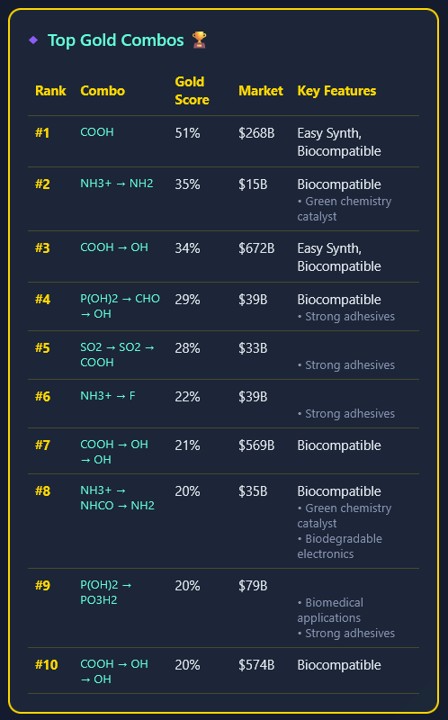 Top Gold Combos 🏆
Rank Combo Gold Score Market Key Features
#1 COOH 51% $268B Easy Synth,
Biocompatible
#2 NH3+ → NH2 35% $15B Biocompatible
• Green chemistry
catalyst
#3 COOH → OH 34% $672B Easy Synth,
Biocompatible
#4 P(OH)2 → CHO 29% $39B Biocompatible
→ OH • Strong adhesives
#5 SO2 → SO2 → 28% $33B
COOH • Strong adhesives
#6 NH3+ → F 22% $39B
• Strong adhesives
#7 COOH → OH 21% $569B Biocompatible
→ OH
#8 NH3+ → 20% $35B Biocompatible
NHCO → NH2 • Green chemistry
catalyst
• Biodegradable
electronics
#9 P(OH)2 → 20% $79B
PO3H2 • Biomedical
applications
• Strong adhesives
#10 COOH → OH 20% $574B Biocompatible
→ OH